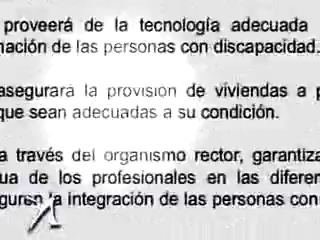 proveerá de la tecnología adecuada
mación de las personas con discapacidad.
asegurará la provisión de viviendas a p
que sean adecuadas a su condición.
a través del organismo rector, garantiza
ua de los profesionales en las diferen
guren la integración de las personas con